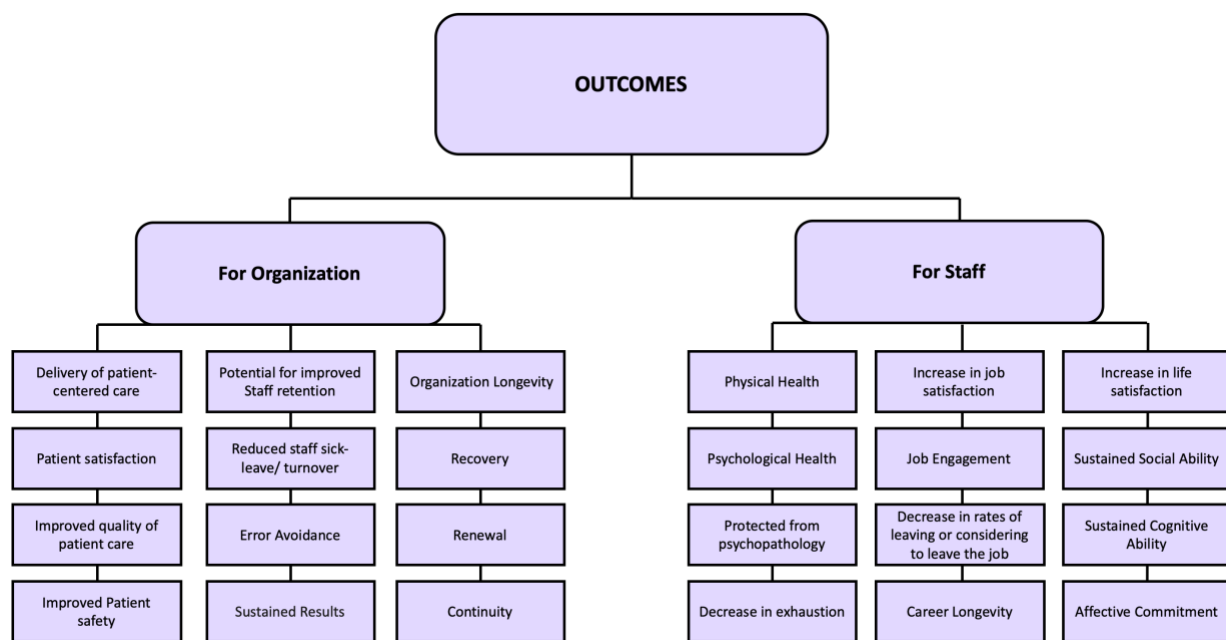 OUTCOMES
For Organization
For Staff
Delivery of patient-
centered care
Potential for improved
Staff retention
Organization Longevity
Physical Health
Increase in job
satisfaction
Increase in life
satisfaction
Patient satisfaction
Reduced staff sick-
leave/ turnover
Recovery
Psychological Health
Job Engagement
Sustained Social Ability
Improved quality of
patient care
Error Avoidance
Renewal
Protected from
psychopathology
Decrease in rates of
leaving or considering
to leave the job
Sustained Cognitive
Ability
Improved Patient
safety
Sustained Results
Continuity
Decrease in exhaustion
Career Longevity
Affective Commitment